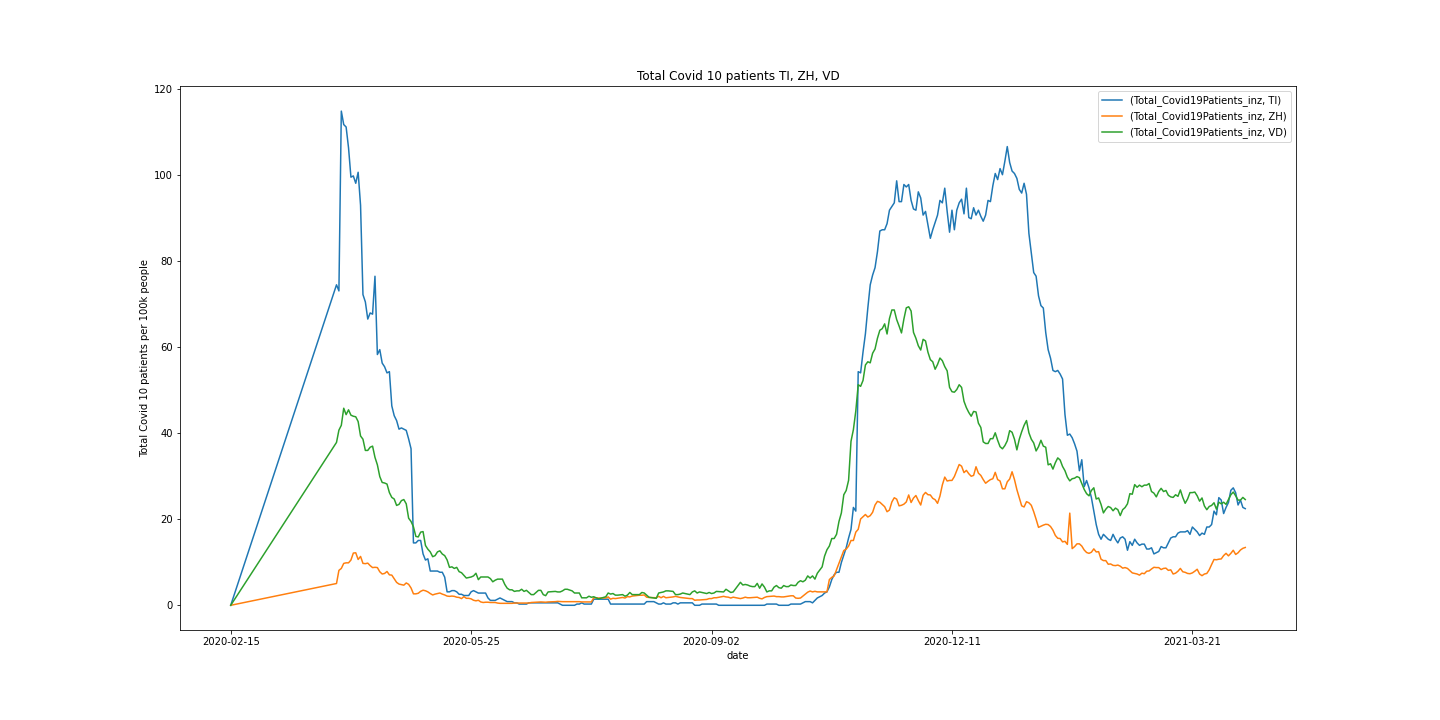 Total Covid 10 patients TI, ZH, VD
(Total_Covid19Patients_inz, TI)
(Total_Covid19Patients_inz, ZH)
(Total_Covid19Patients_inz, VD)
Total Covid 10 patients per 100k people
120
100
80
60
40
20
0
2020-02-15
2020-05-25
2020-09-02
2020-12-11
2021-03-21
date